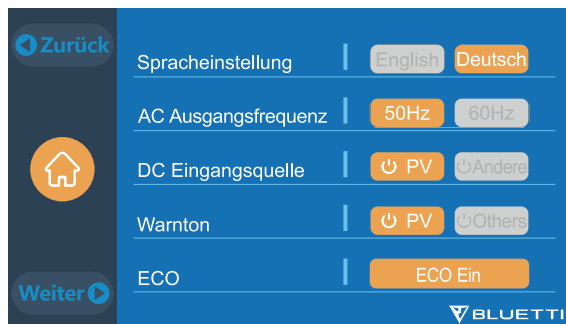 Zurück
Spracheinstellung English Deutsch
AC Ausgangsfrequenz 50Hz 60Hz
DC Eingangsquelle PV Andere
Warnton PV Others
ECO ECO Ein
Weiter
BLUETTI